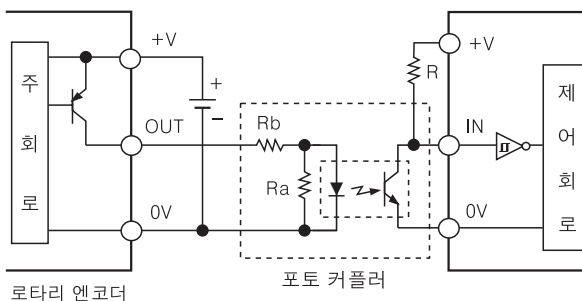 주회로
+V
OUT
0V
+
−
Rb
Ra
R
+V
IN
0V
제어회로
포토 커플러
로타리 엔코더